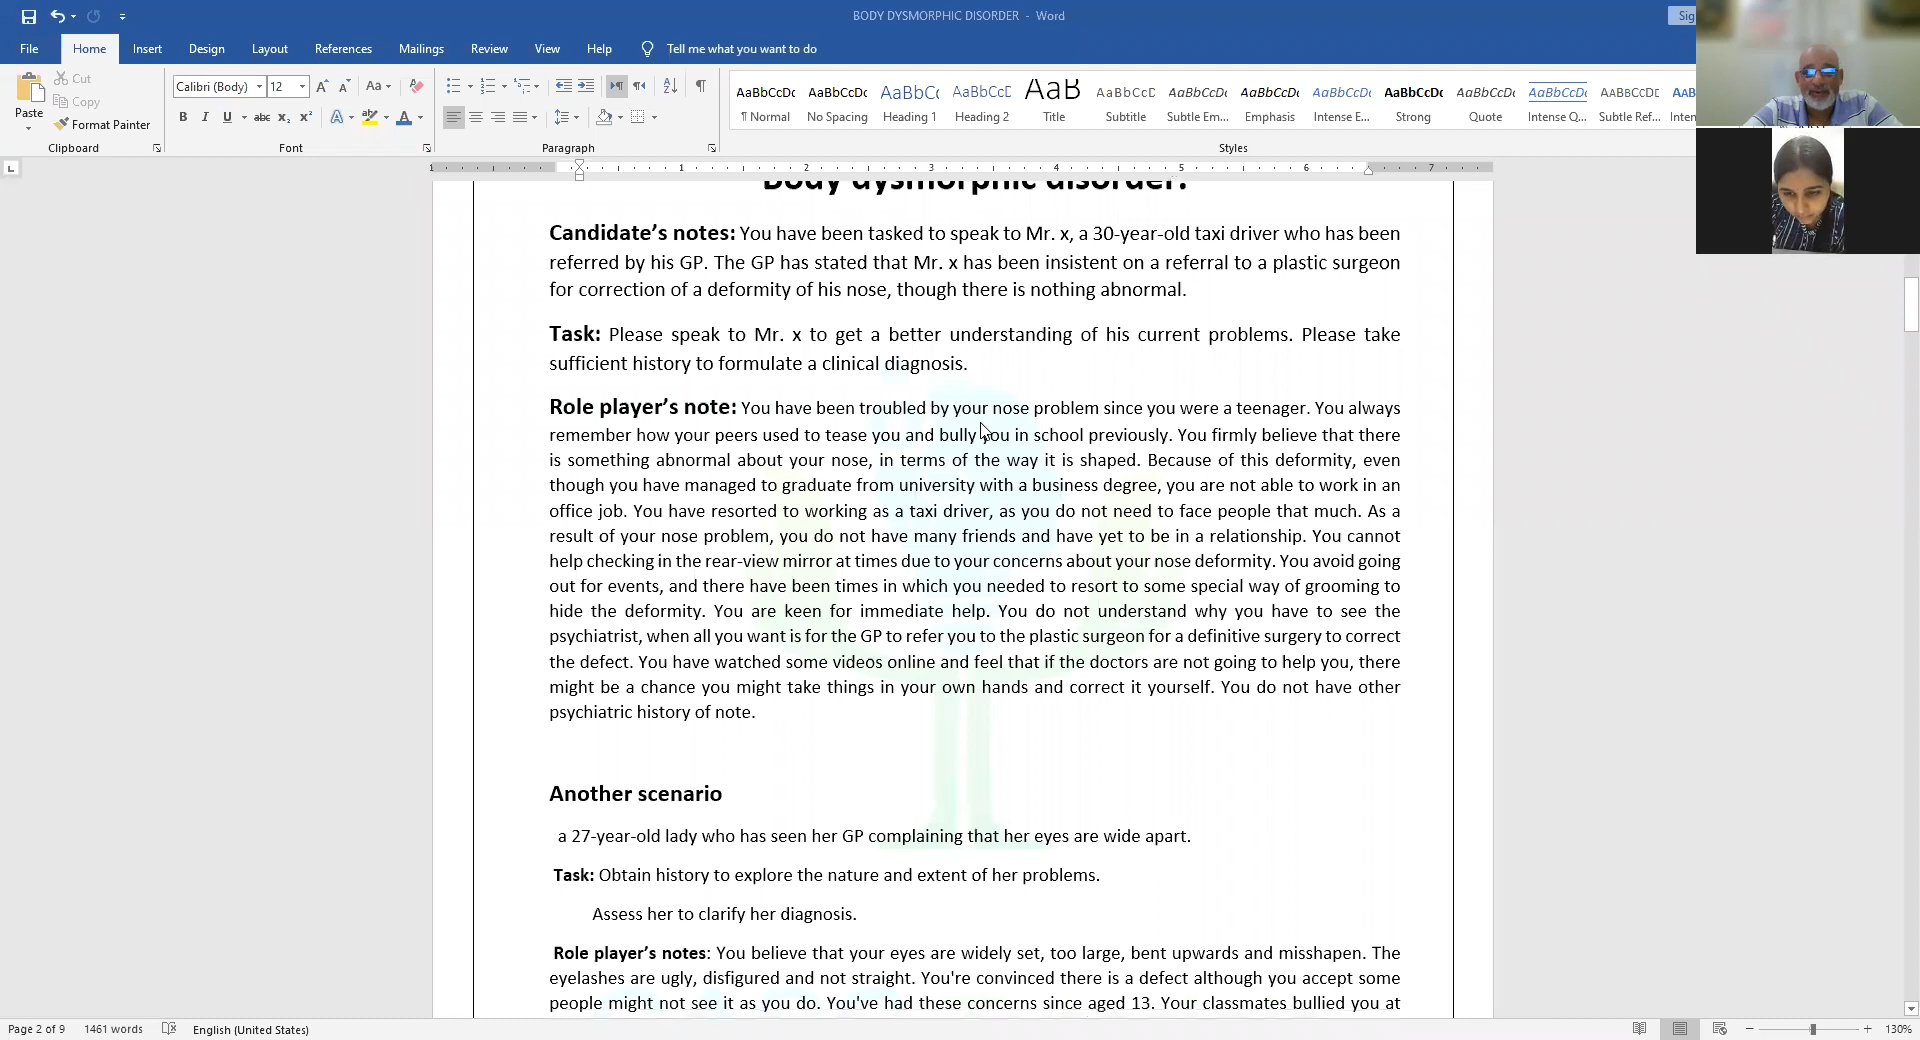 BODY DYSMORPHIC DISORDER - Word
Sig
File Home Insert Design Layout References Mailings Review View Help Tell me what you want to do
Paste
Cut
Copy
Format Painter
Clipboard
Calibri (Body) 12
Font
Paragraph
AaBbCcDc AaBbCcDc AaBbCc AaBbCcD AaB AaBbCcD AaBbCcDc AaBbCcDc AaBbCcDc AaBbCcDc AaBbCcDc AaBbCcDc AABBCCDE AAB
¶ Normal No Spacing Heading 1 Heading 2 Title Subtitle Subtle Em... Emphasis Intense E... Strong Quote Intense Q... Subtle Ref... Inten
Styles
1 1 2 3 4 5 6 7
Body dysmorphic disorder:
Candidate’s notes: You have been tasked to speak to Mr. x, a 30-year-old taxi driver who has been
referred by his GP. The GP has stated that Mr. x has been insistent on a referral to a plastic surgeon
for correction of a deformity of his nose, though there is nothing abnormal.
Task: Please speak to Mr. x to get a better understanding of his current problems. Please take
sufficient history to formulate a clinical diagnosis.
Role player’s note: You have been troubled by your nose problem since you were a teenager. You always
remember how your peers used to tease you and bully you in school previously. You firmly believe that there
is something abnormal about your nose, in terms of the way it is shaped. Because of this deformity, even
though you have managed to graduate from university with a business degree, you are not able to work in an
office job. You have resorted to working as a taxi driver, as you do not need to face people that much. As a
result of your nose problem, you do not have many friends and have yet to be in a relationship. You cannot
help checking in the rear-view mirror at times due to your concerns about your nose deformity. You avoid going
out for events, and there have been times in which you needed to resort to some special way of grooming to
hide the deformity. You are keen for immediate help. You do not understand why you have to see the
psychiatrist, when all you want is for the GP to refer you to the plastic surgeon for a definitive surgery to correct
the defect. You have watched some videos online and feel that if the doctors are not going to help you, there
might be a chance you might take things in your own hands and correct it yourself. You do not have other
psychiatric history of note.
Another scenario
a 27-year-old lady who has seen her GP complaining that her eyes are wide apart.
Task: Obtain history to explore the nature and extent of her problems.
Assess her to clarify her diagnosis.
Role player’s notes: You believe that your eyes are widely set, too large, bent upwards and misshapen. The
eyelashes are ugly, disfigured and not straight. You're convinced there is a defect although you accept some
people might not see it as you do. You've had these concerns since aged 13. Your classmates bullied you at
Page 2 of 9 1461 words English (United States) 130%